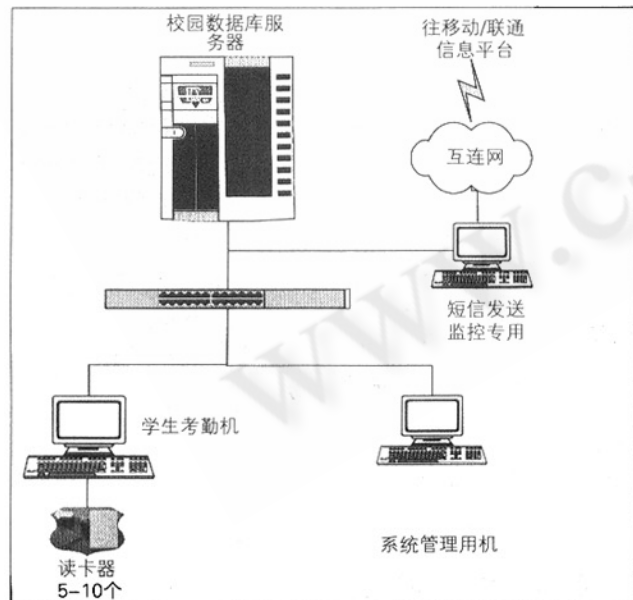 校园数据库服
务器
往移动/联通
信息平台
互连网
短信发送
监控专用
学生考勤机
系统管理用机
读卡器
5-10个
www.c